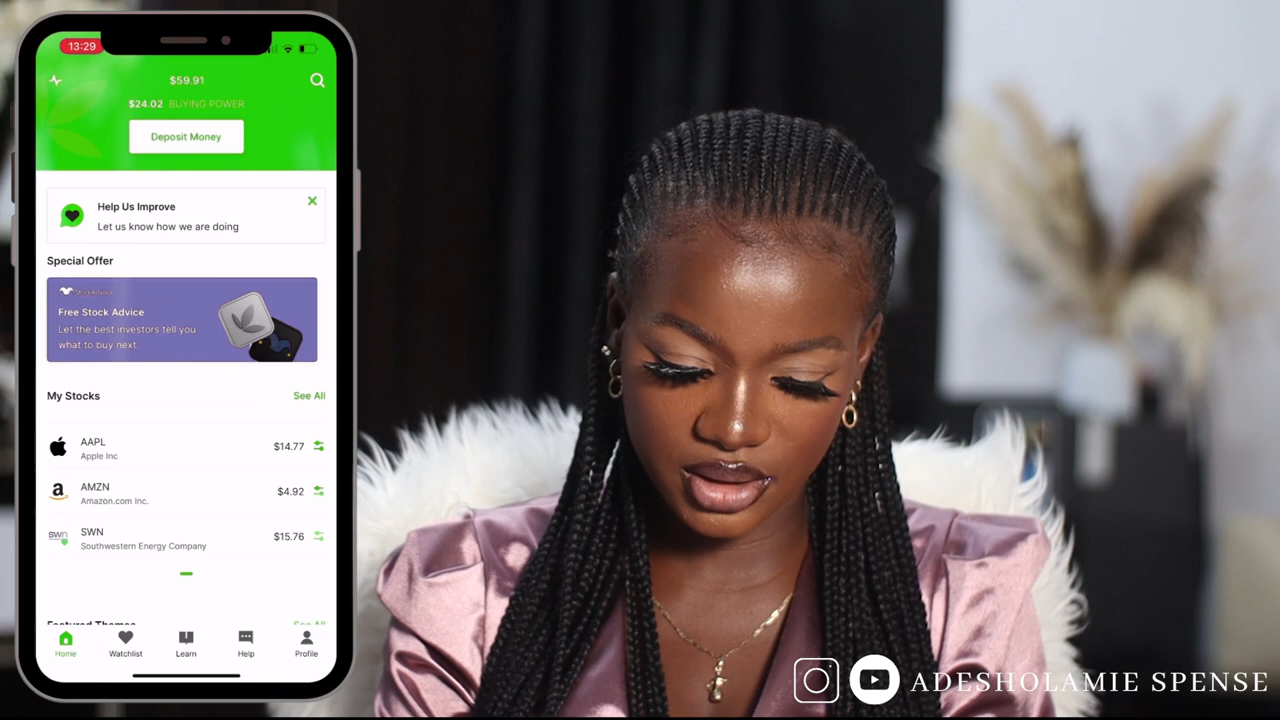 13:29
$59.91
$24.02 BUYING POWER
Deposit Money
Help Us Improve
Let us know how we are doing
Special Offer
Free Stock Advice
Let the best investors tell you
what to buy next.
My Stocks
See All
AAPL
Apple Inc
$14.77
a
AMZN
Amazon.com Inc.
$4.92
swn
SWN
Southwestern Energy Company
$15.76
Home
Watchlist
Learn
Help
Profile
ADESHOLAMIE SPENSE